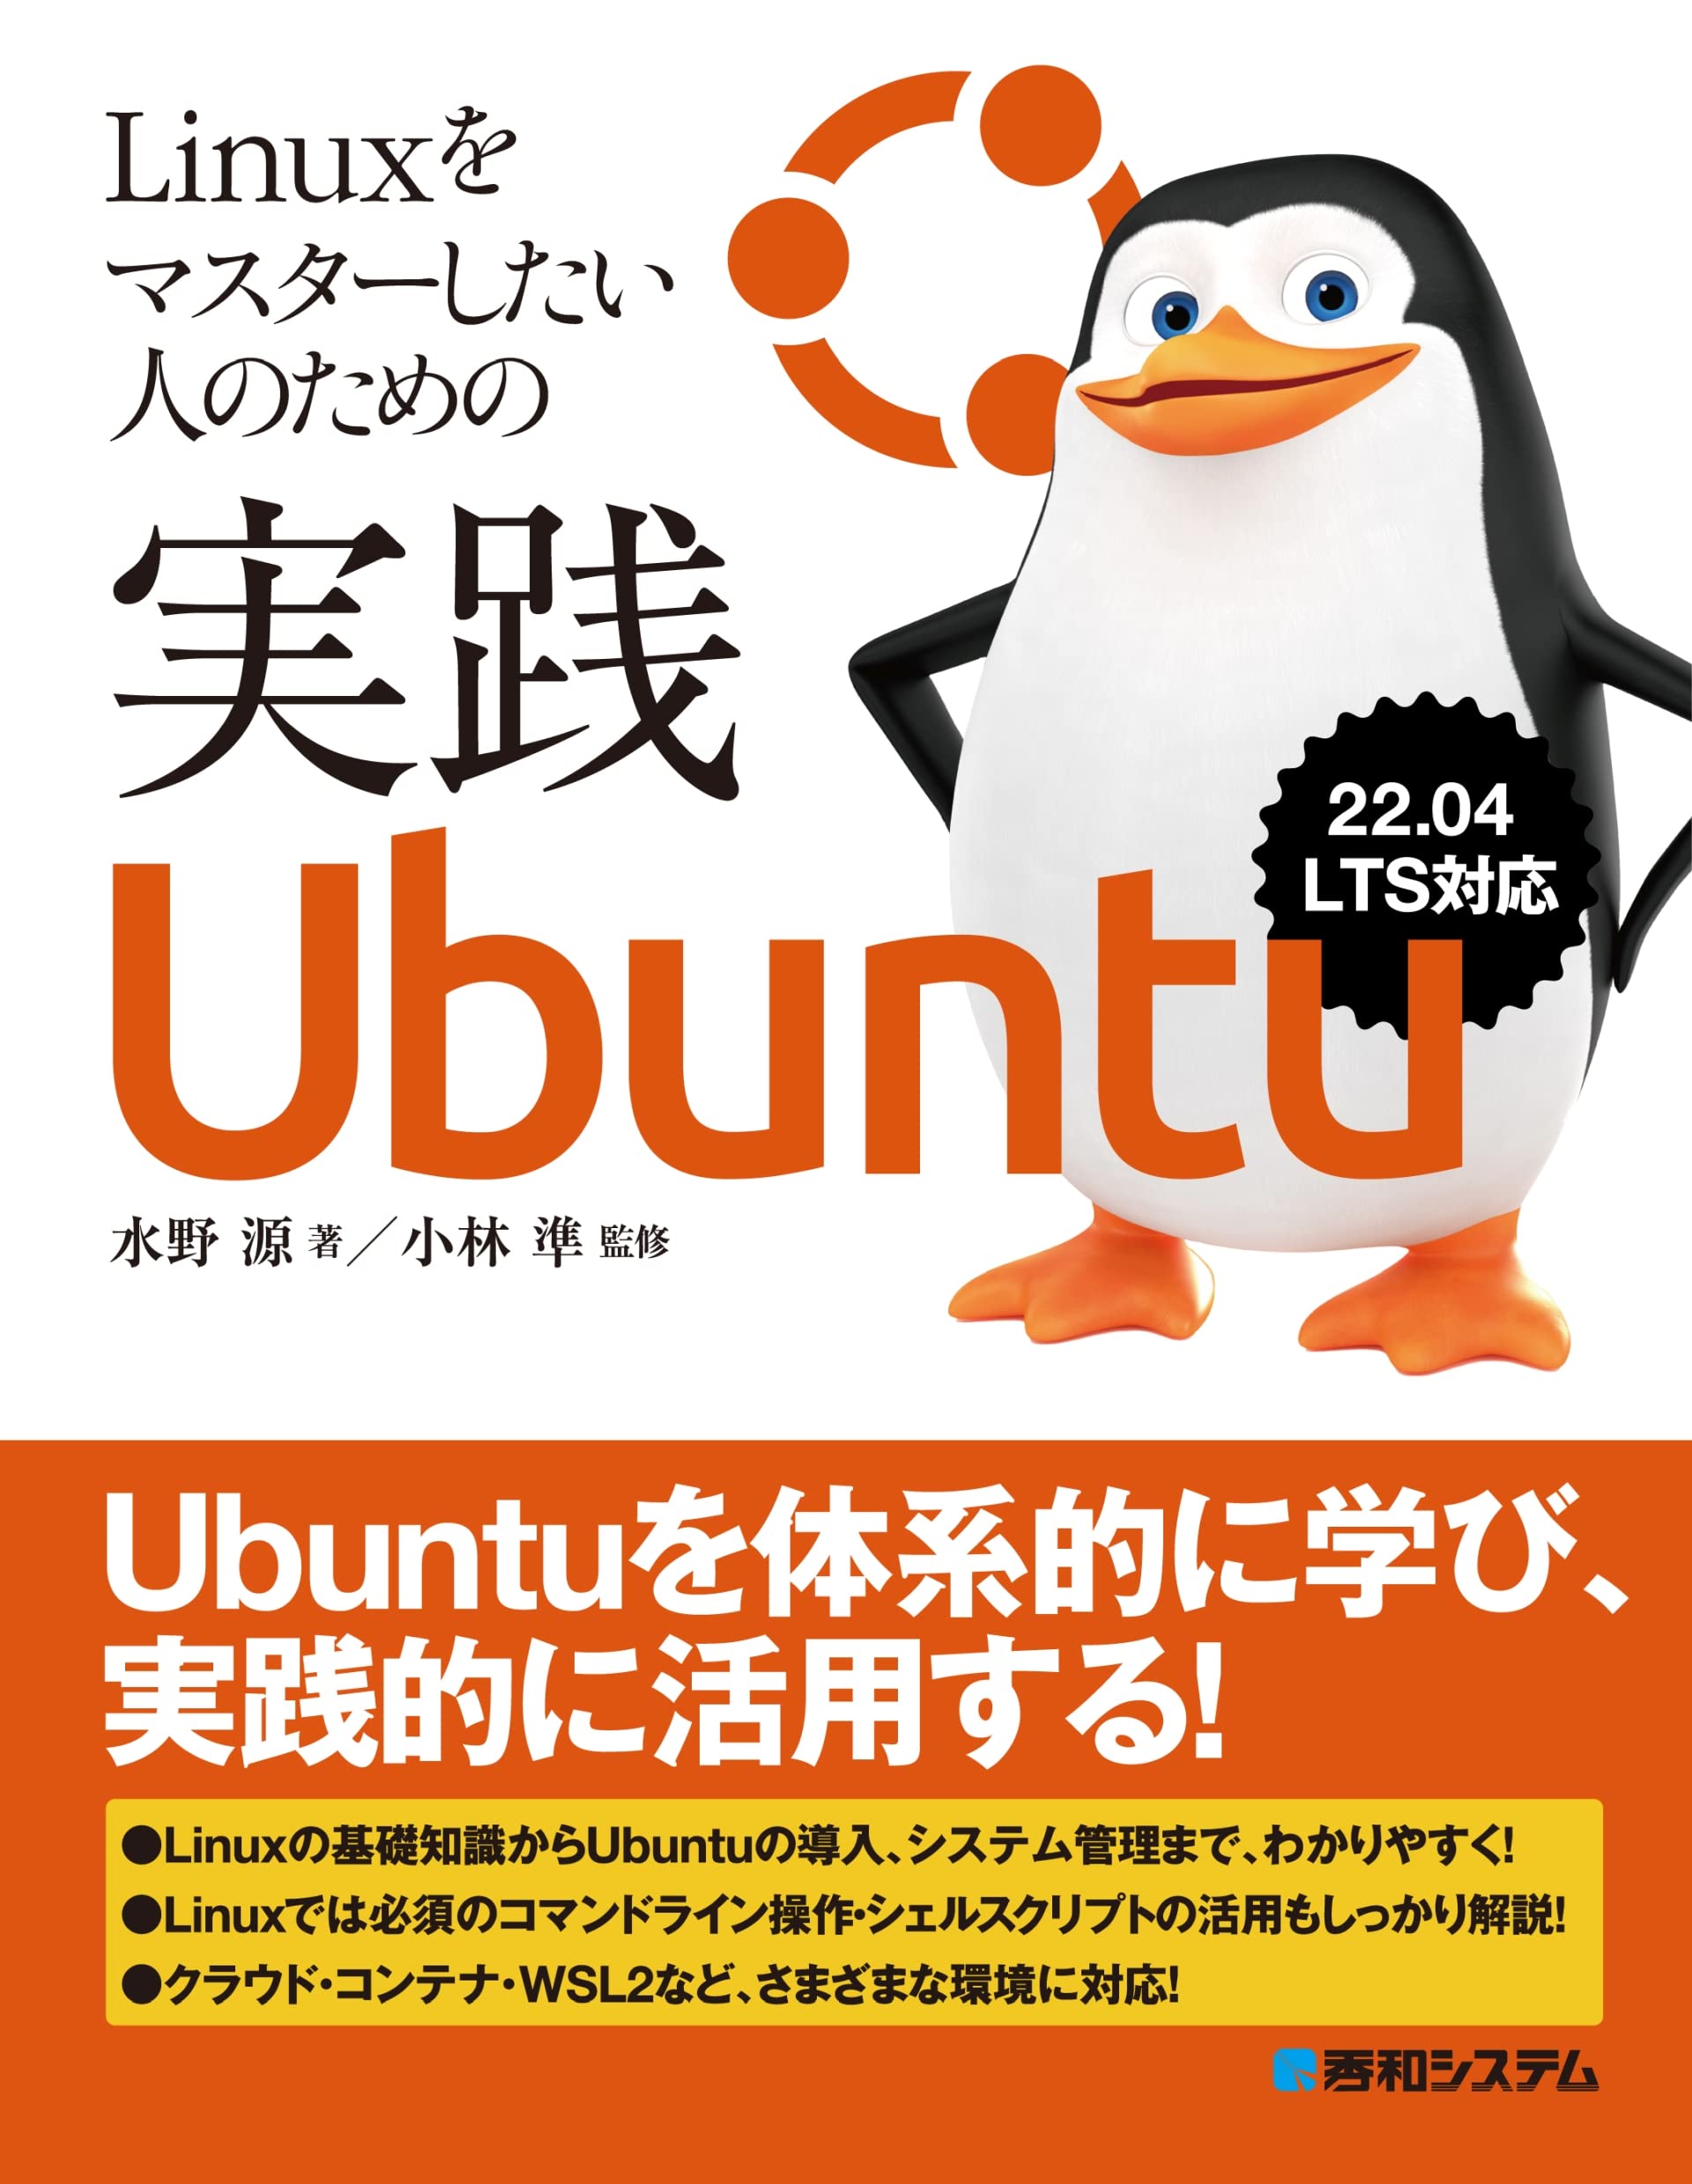 Linuxを
マスターしたい
人のための
実践
Ubuntu
22.04
LTS対応
水野 源 著／小林 準 監修
Ubuntuを体系的に学び、
実践的に活用する!
●Linuxの基礎知識からUbuntuの導入、システム管理まで、わかりやすく!
●Linuxでは必須のコマンドライン操作・シェルスクリプトの活用もしっかり解説!
●クラウド・コンテナ・WSL2など、さまざまな環境に対応!
秀和システム